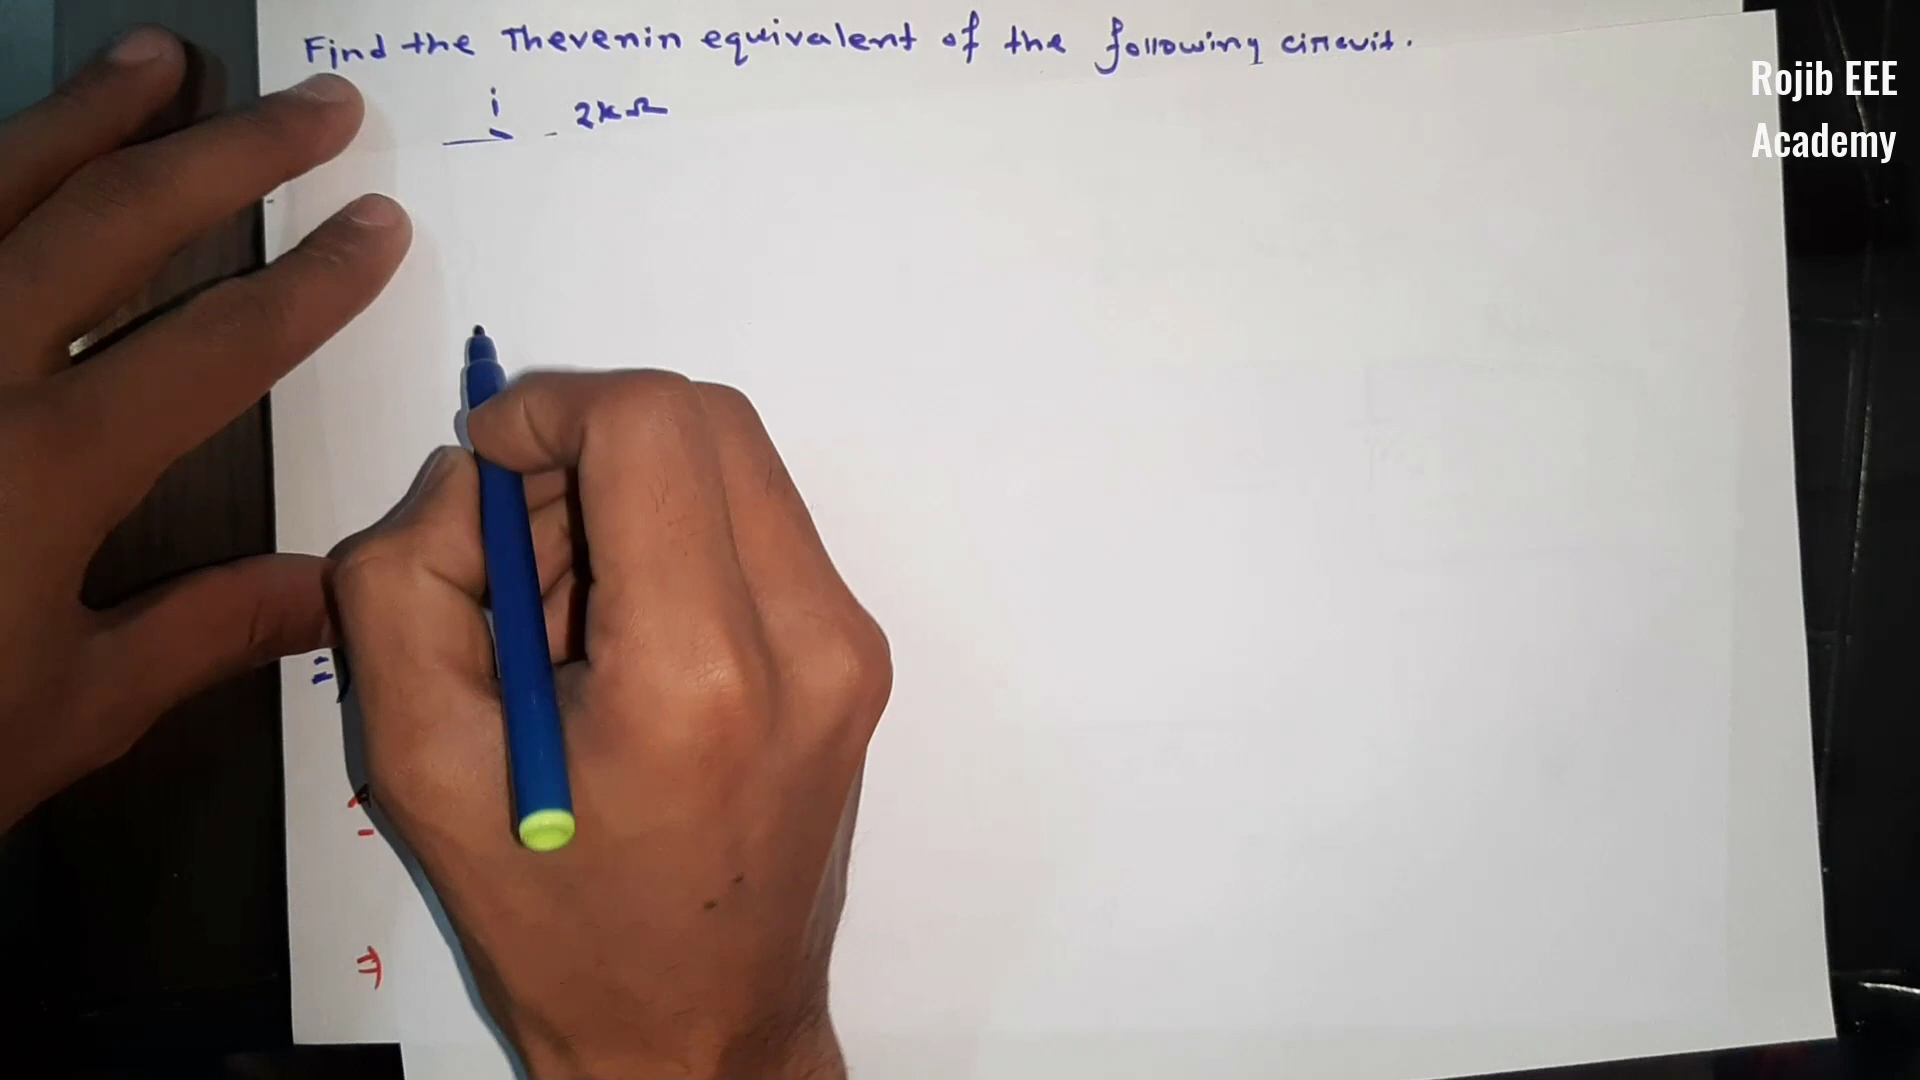 Find the Thevenin equivalent of the following circuit.
Rojib EEE
Academy
i
2kΩ
=
-
⇒